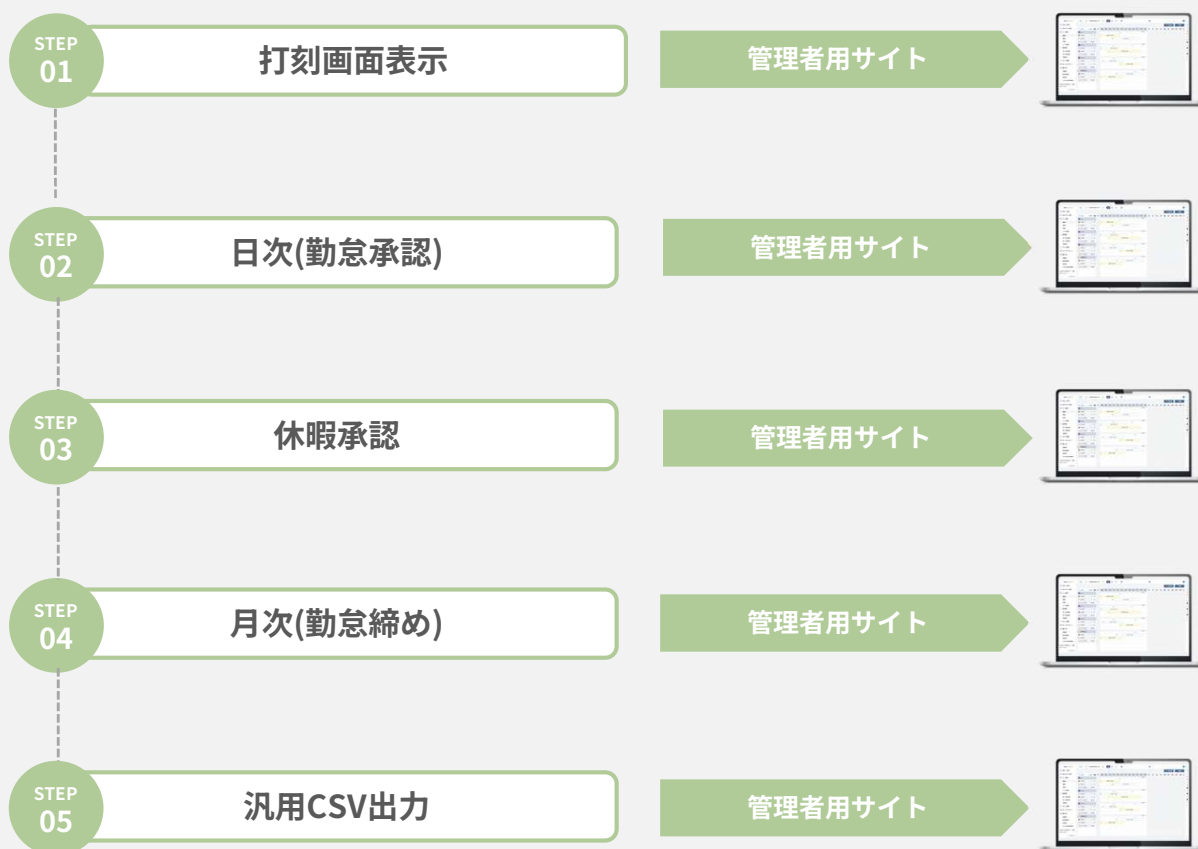 STEP
01
打刻画面表示
管理者用サイト
STEP
02
日次(勤怠承認)
管理者用サイト
STEP
03
休暇承認
管理者用サイト
STEP
04
月次(勤怠締め)
管理者用サイト
STEP
05
汎用CSV出力
管理者用サイト